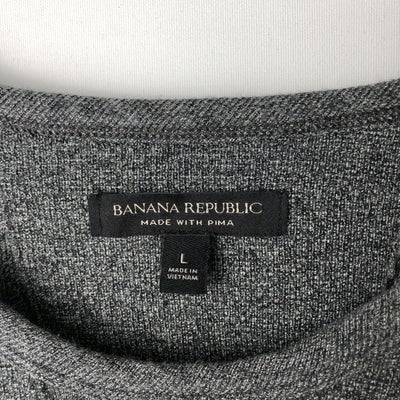 BANANA REPUBLIC
MADE WITH PIMA
L
MADE IN
VIETNAM